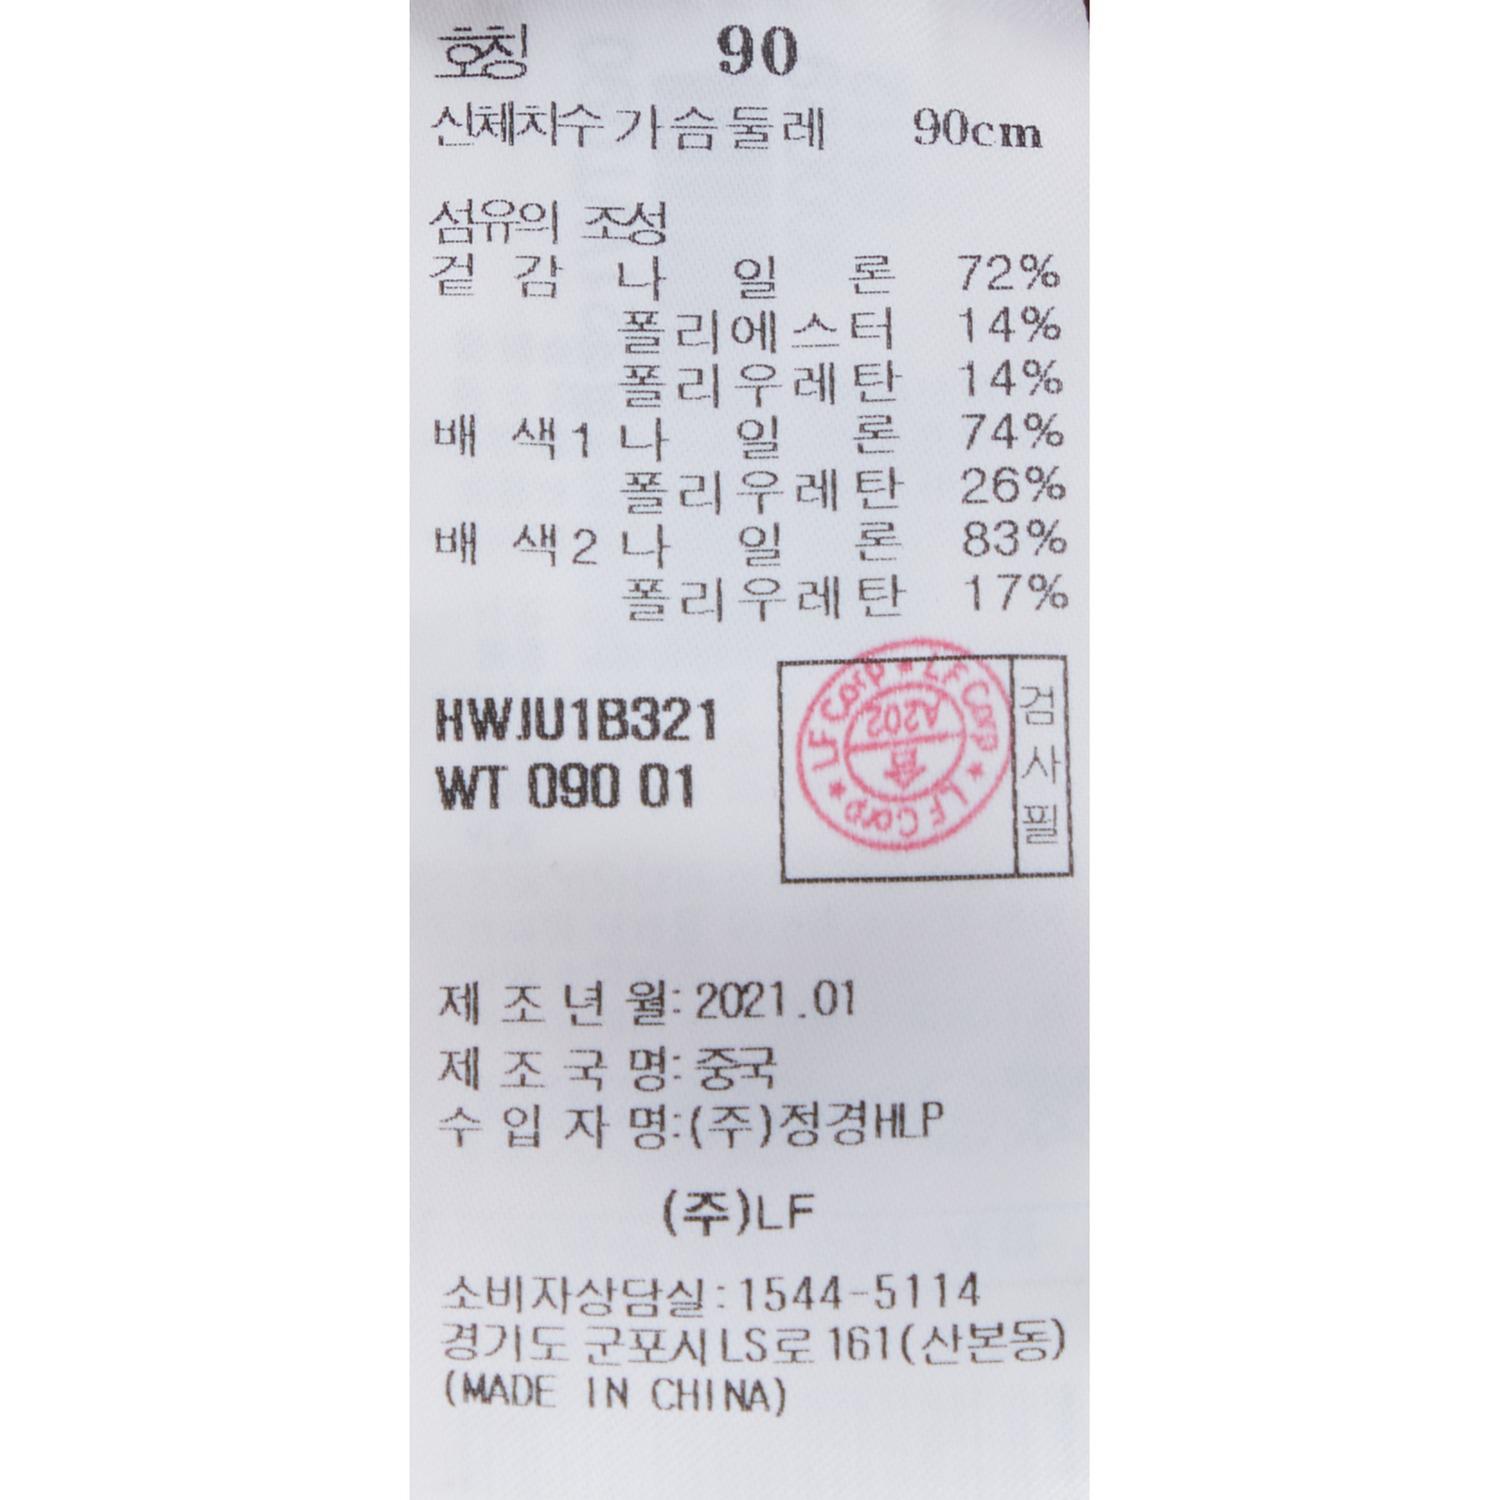 호칭 90
신체치수 가슴둘레 90cm
섬유의 조성
겉 감 나 일 론 72%
폴리에스터 14%
폴리우레탄 14%
배 색1 나 일 론 74%
폴리우레탄 26%
배 색2 나 일 론 83%
폴리우레탄 17%
HWJU1B321
WT 090 01
LF Corp ★ LF Corp ★ LF Corp ★
A202
검사필
제 조 년 월: 2021.01
제 조 국 명: 중국
수 입 자 명:(주)정경HLP
(주)LF
소비자상담실:1544-5114
경기도 군포시 LS로 161(산본동)
(MADE IN CHINA)